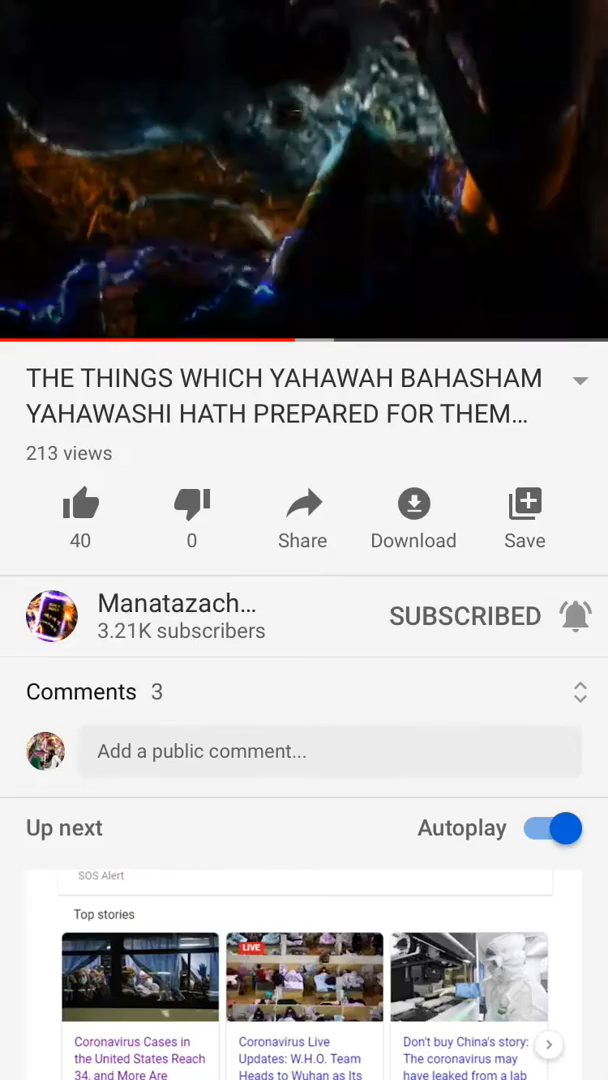 THE THINGS WHICH YAHAWAH BAHASHAM
YAHAWASHI HATH PREPARED FOR THEM...
213 views
40
0
Share
Download
Save
Manatazach...
3.21K subscribers
SUBSCRIBED
Comments 3
Add a public comment...
Up next
Autoplay
SOS Alert
Top stories
LIVE
Coronavirus Cases in
the United States Reach
34, and More Are
Coronavirus Live
Updates: W.H.O. Team
Heads to Wuhan as Its
Don't buy China's story:
The coronavirus may
have leaked from a lab